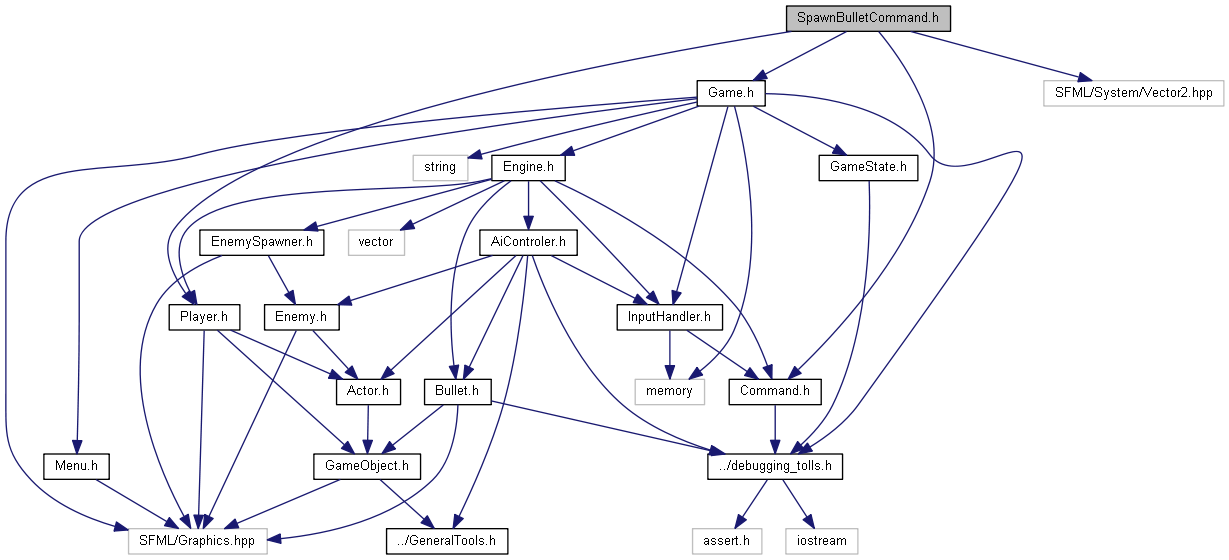 SpawnBulletCommand.h
Game.h
SFML/System/Vector2.hpp
string
Engine.h
GameState.h
EnemySpawner.h
vector
AiControler.h
Player.h
Enemy.h
InputHandler.h
Actor.h
Bullet.h
memory
Command.h
Menu.h
GameObject.h
../debugging_tolls.h
SFML/Graphics.hpp
../GeneralTools.h
assert.h
iostream